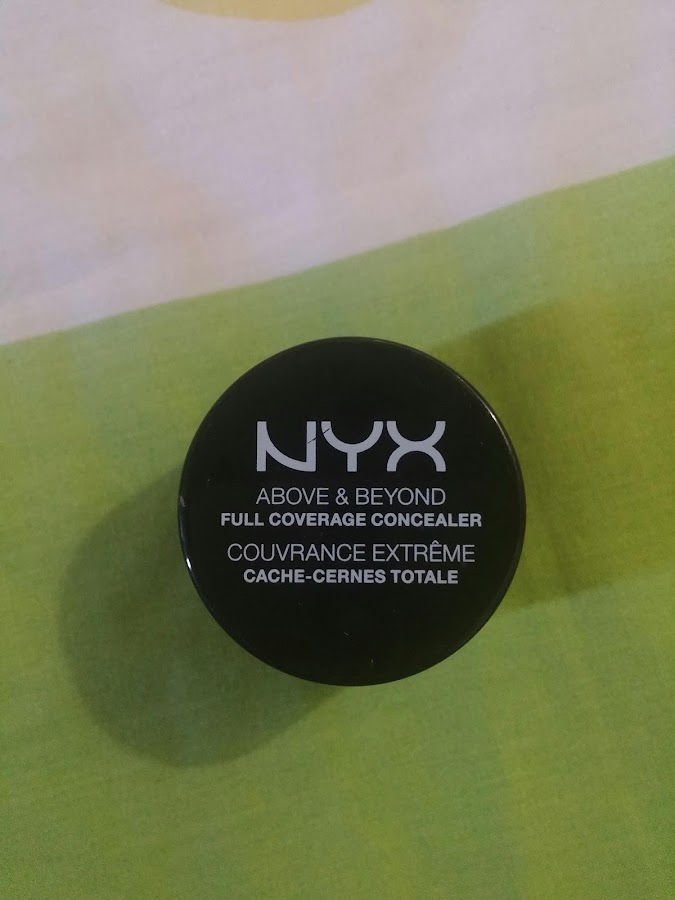 NYX
ABOVE & BEYOND
FULL COVERAGE CONCEALER
COUVRANCE EXTRÊME
CACHE-CERNES TOTALE